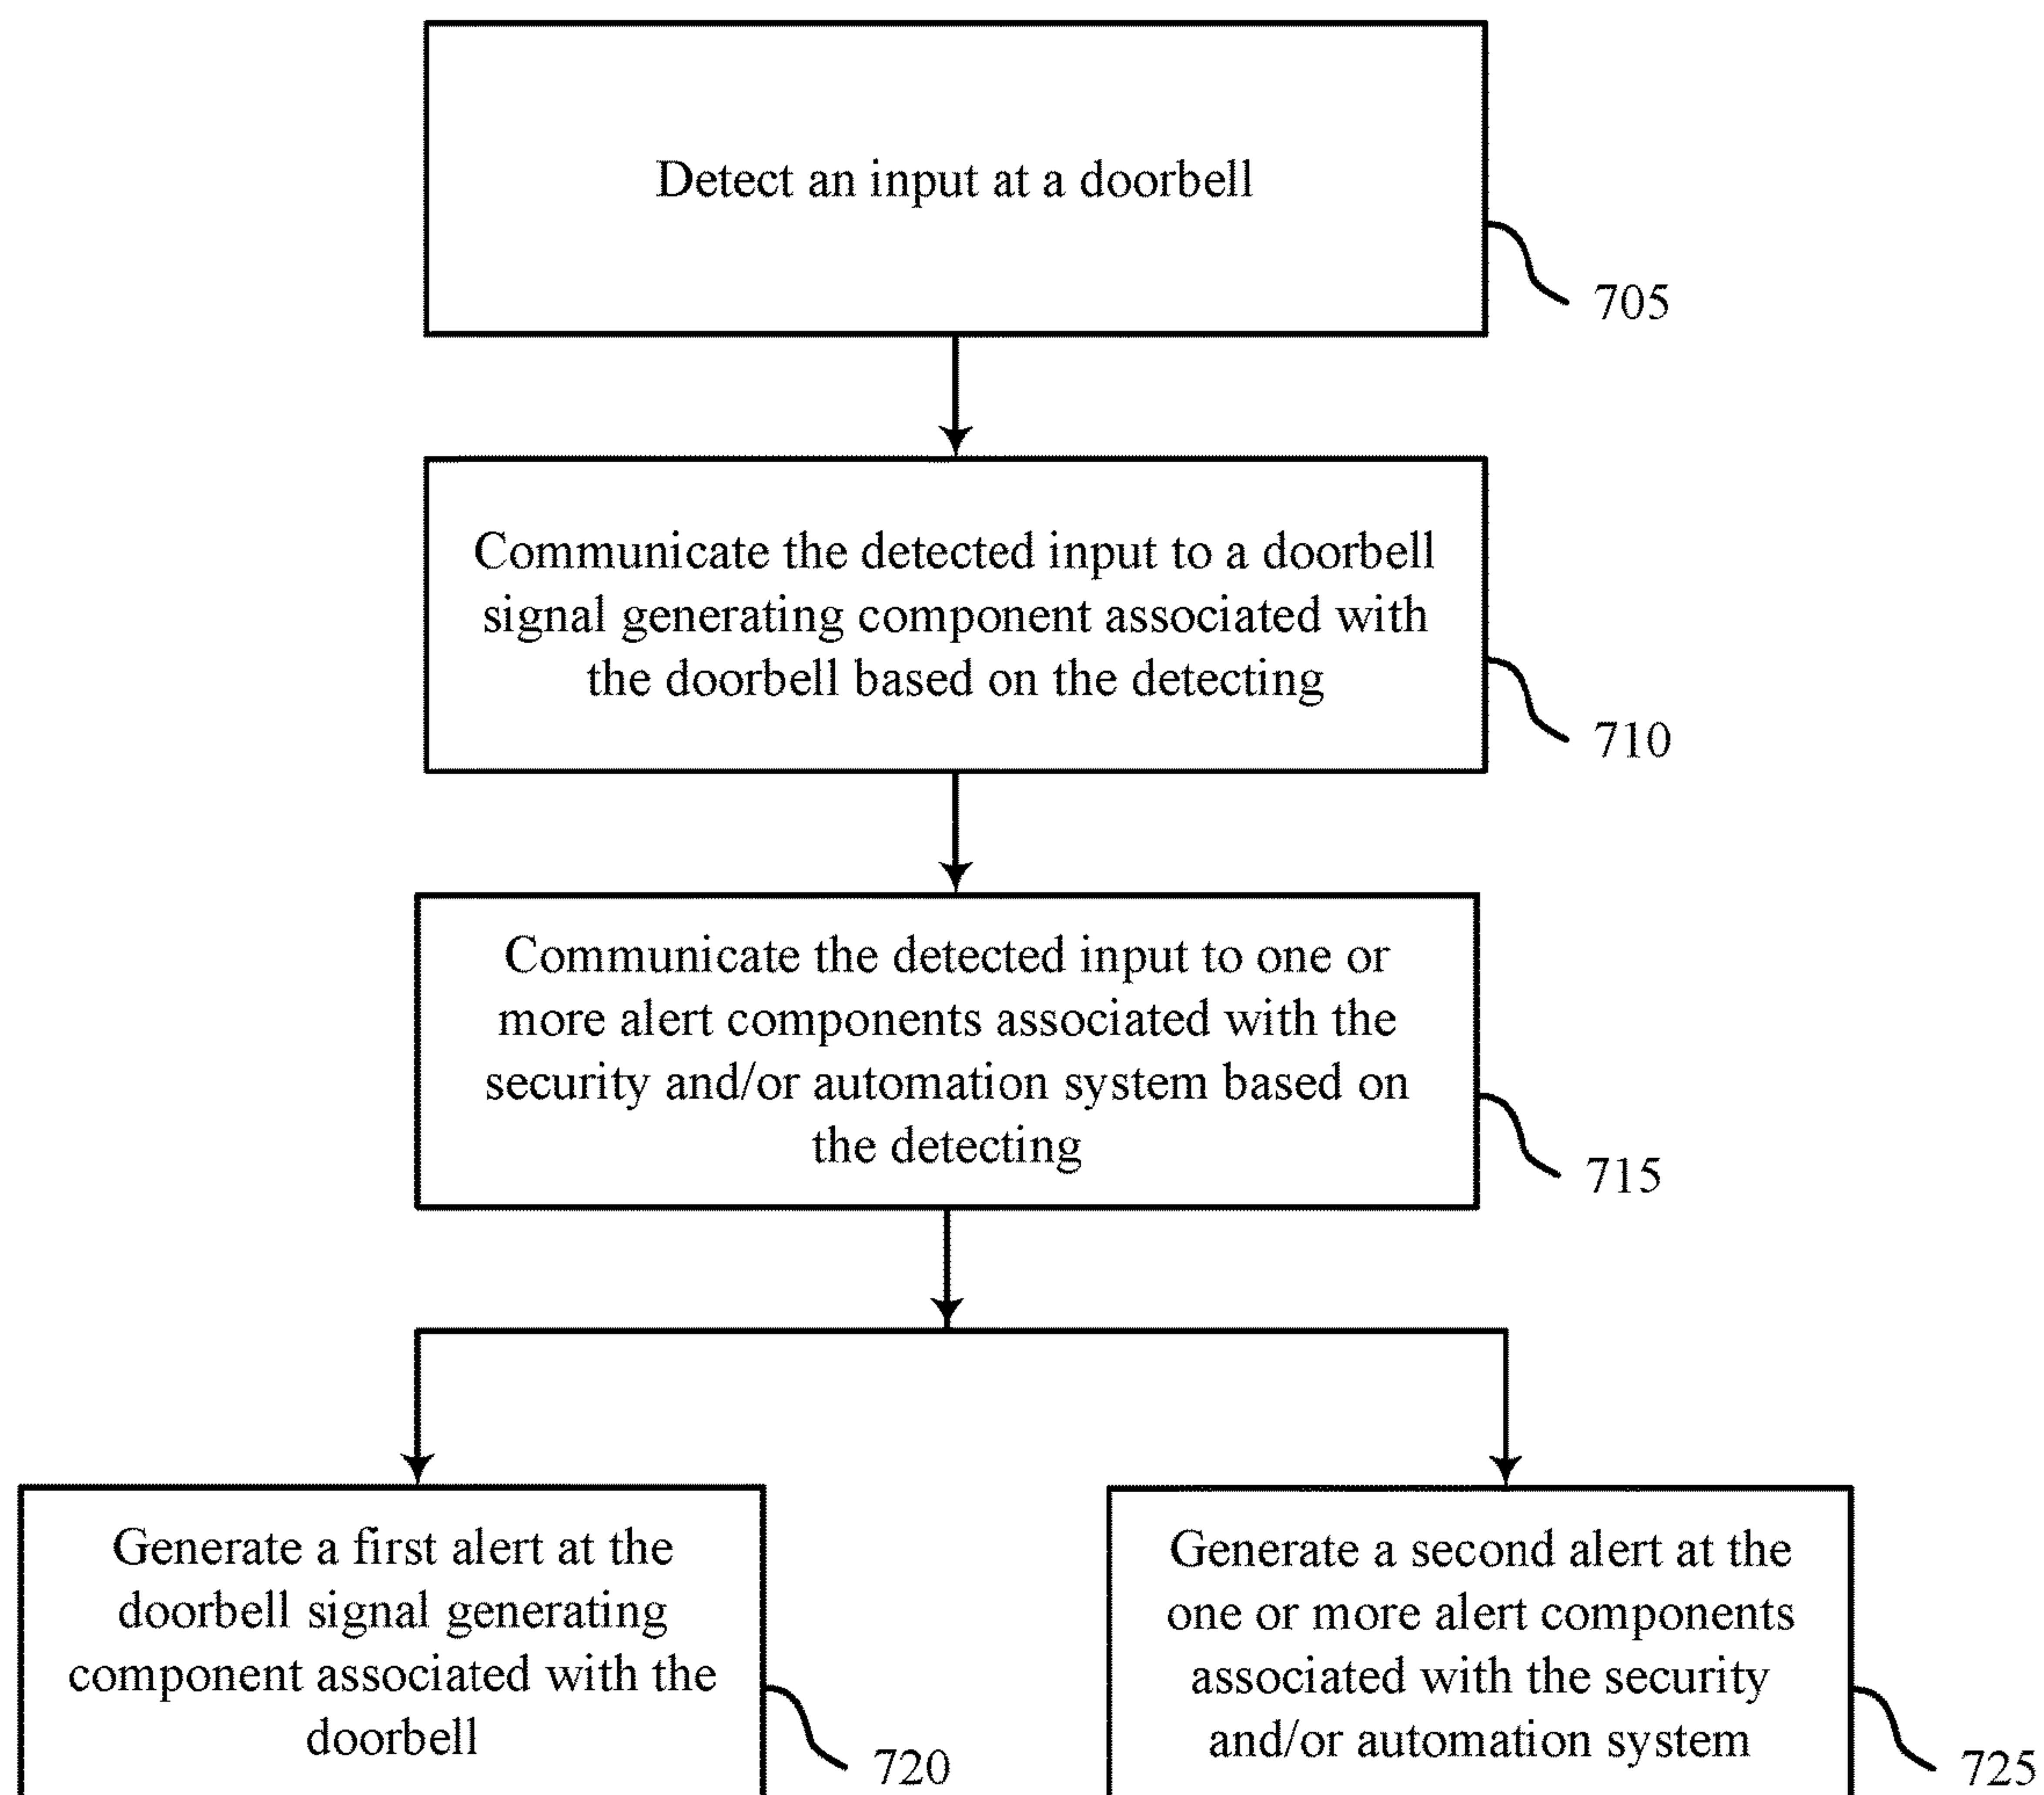 Detect an input at a doorbell
705
Communicate the detected input to a doorbell
signal generating component associated with
the doorbell based on the detecting
710
Communicate the detected input to one or
more alert components associated with the
security and/or automation system based on
the detecting
715
Generate a first alert at the
doorbell signal generating
component associated with the
doorbell
720
Generate a second alert at the
one or more alert components
associated with the security
and/or automation system
725